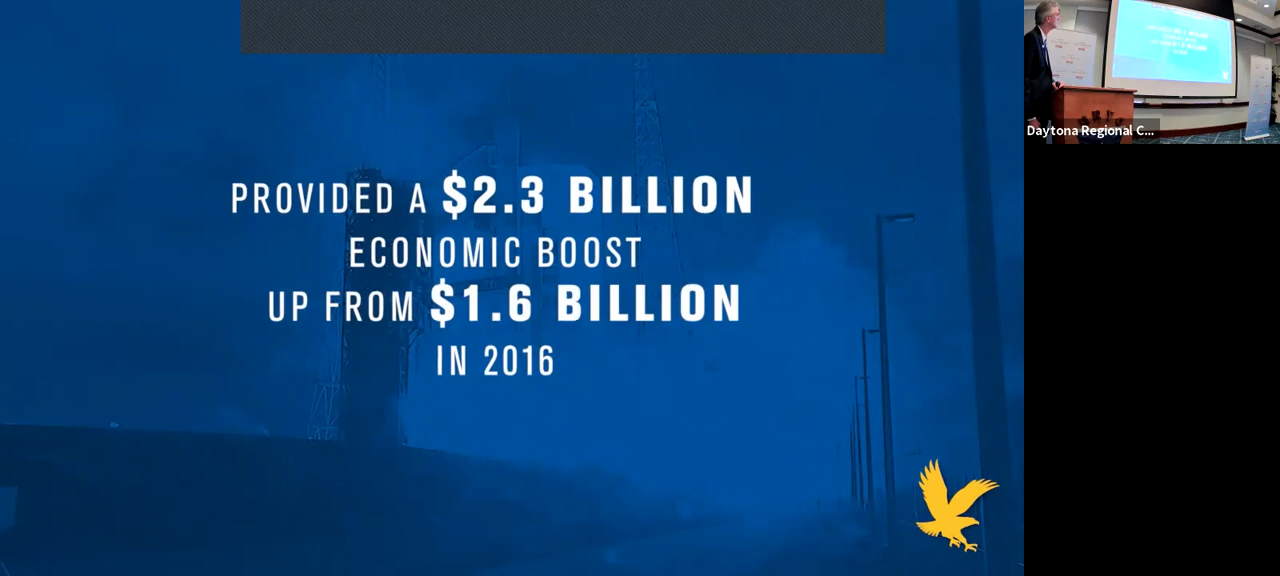 PROVIDED A $2.3 BILLION
ECONOMIC BOOST
UP FROM $1.6 BILLION
IN 2016
Daytona Regional C...